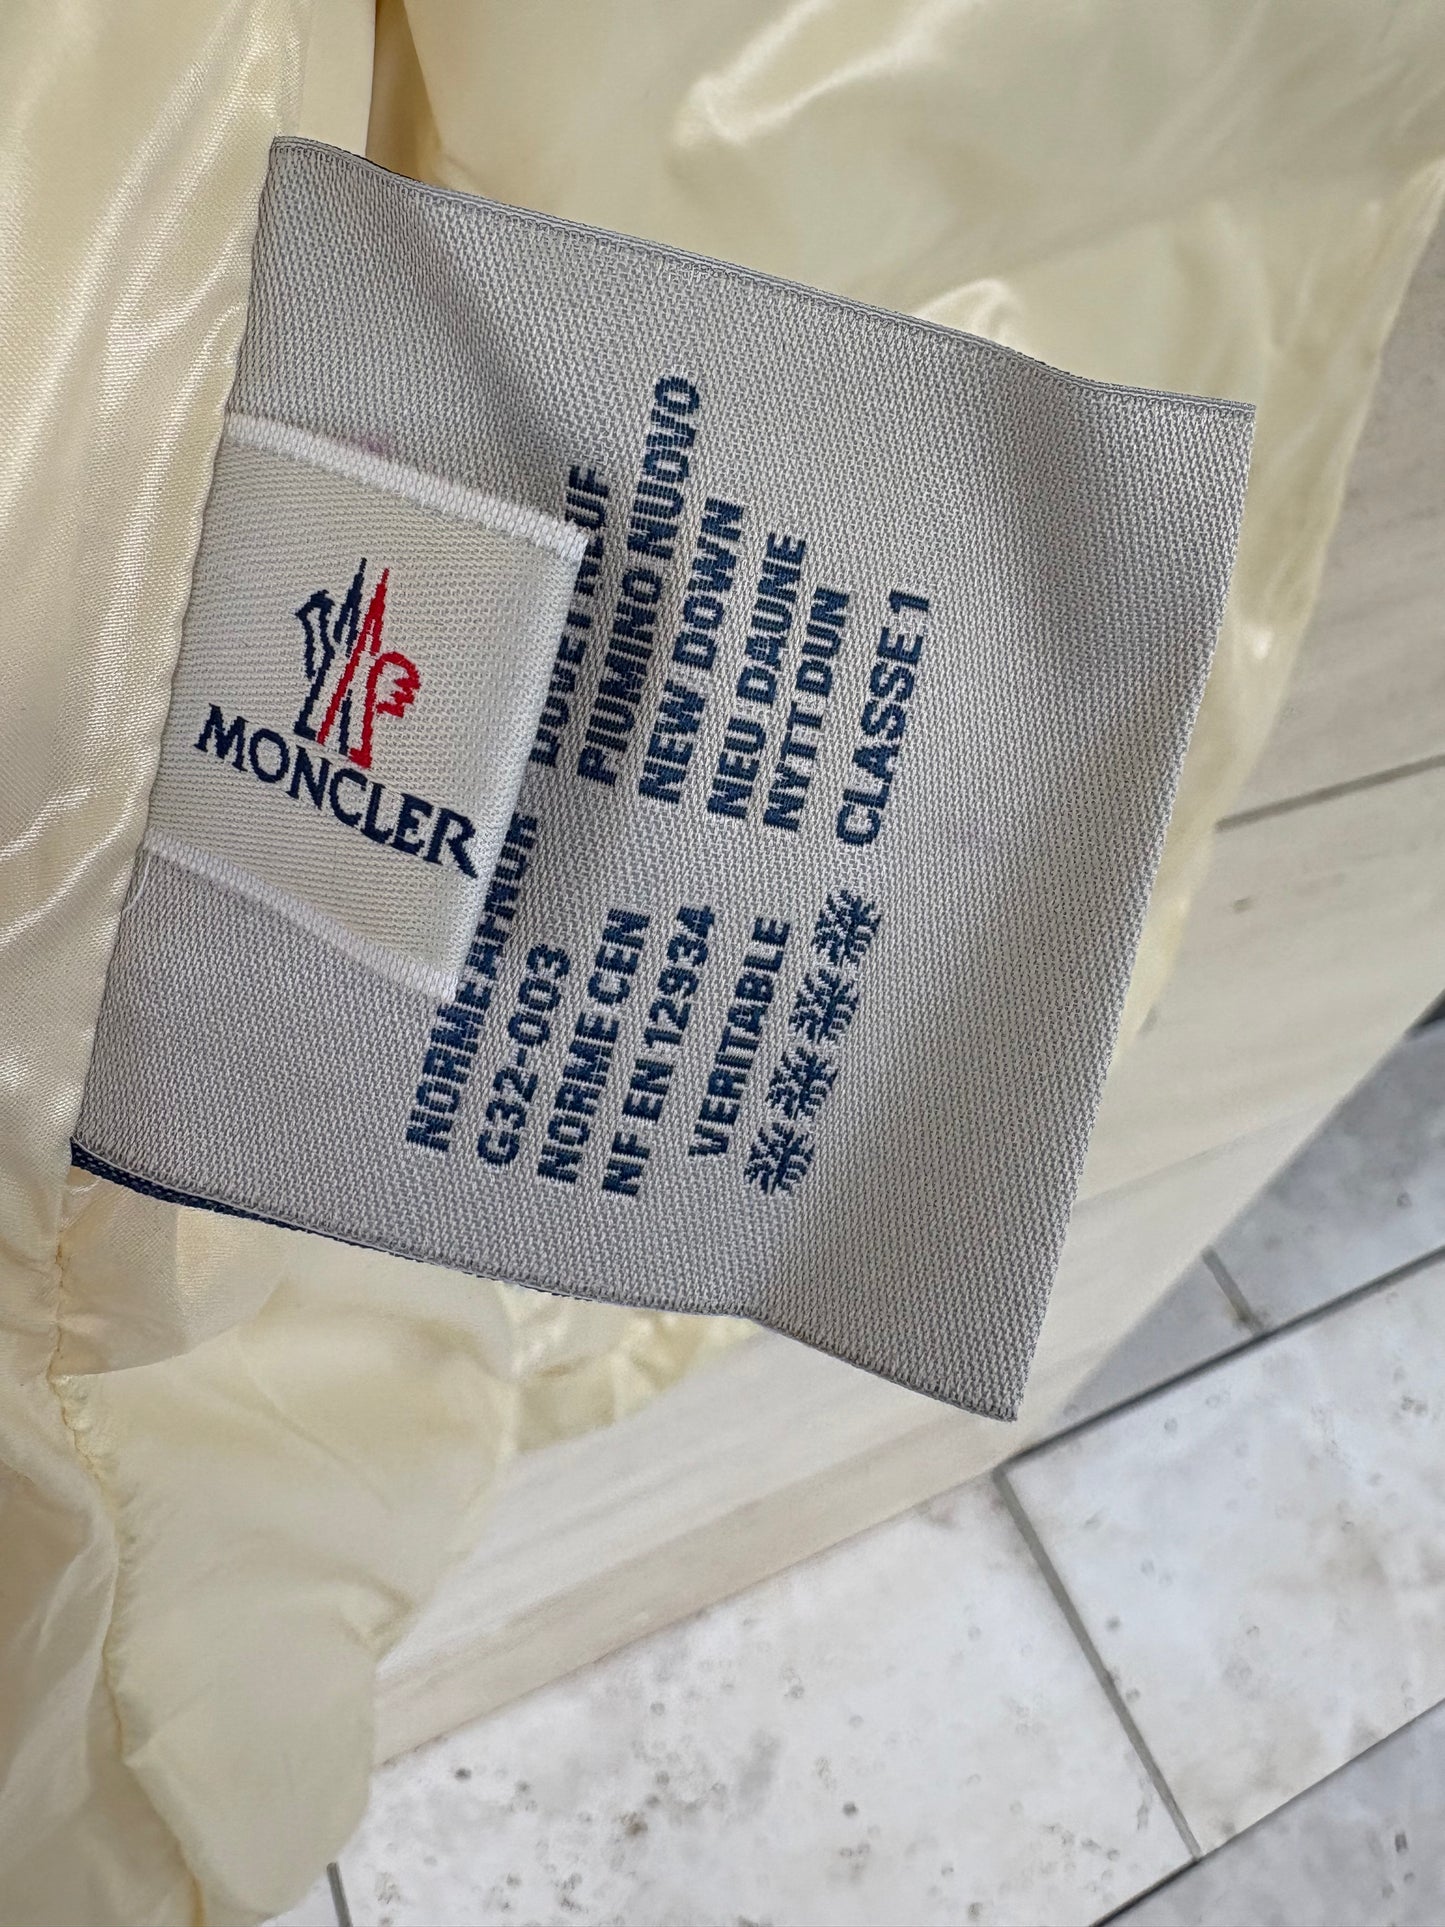 MONCLER
NORME AFNOR
G32-003
NORME CEN
NF EN 12934
VERITABLE
DUVET NEUF
PIUMINO NUOVO
NEW DOWN
NEU DAUNE
NYTT DUN
CLASSE 1